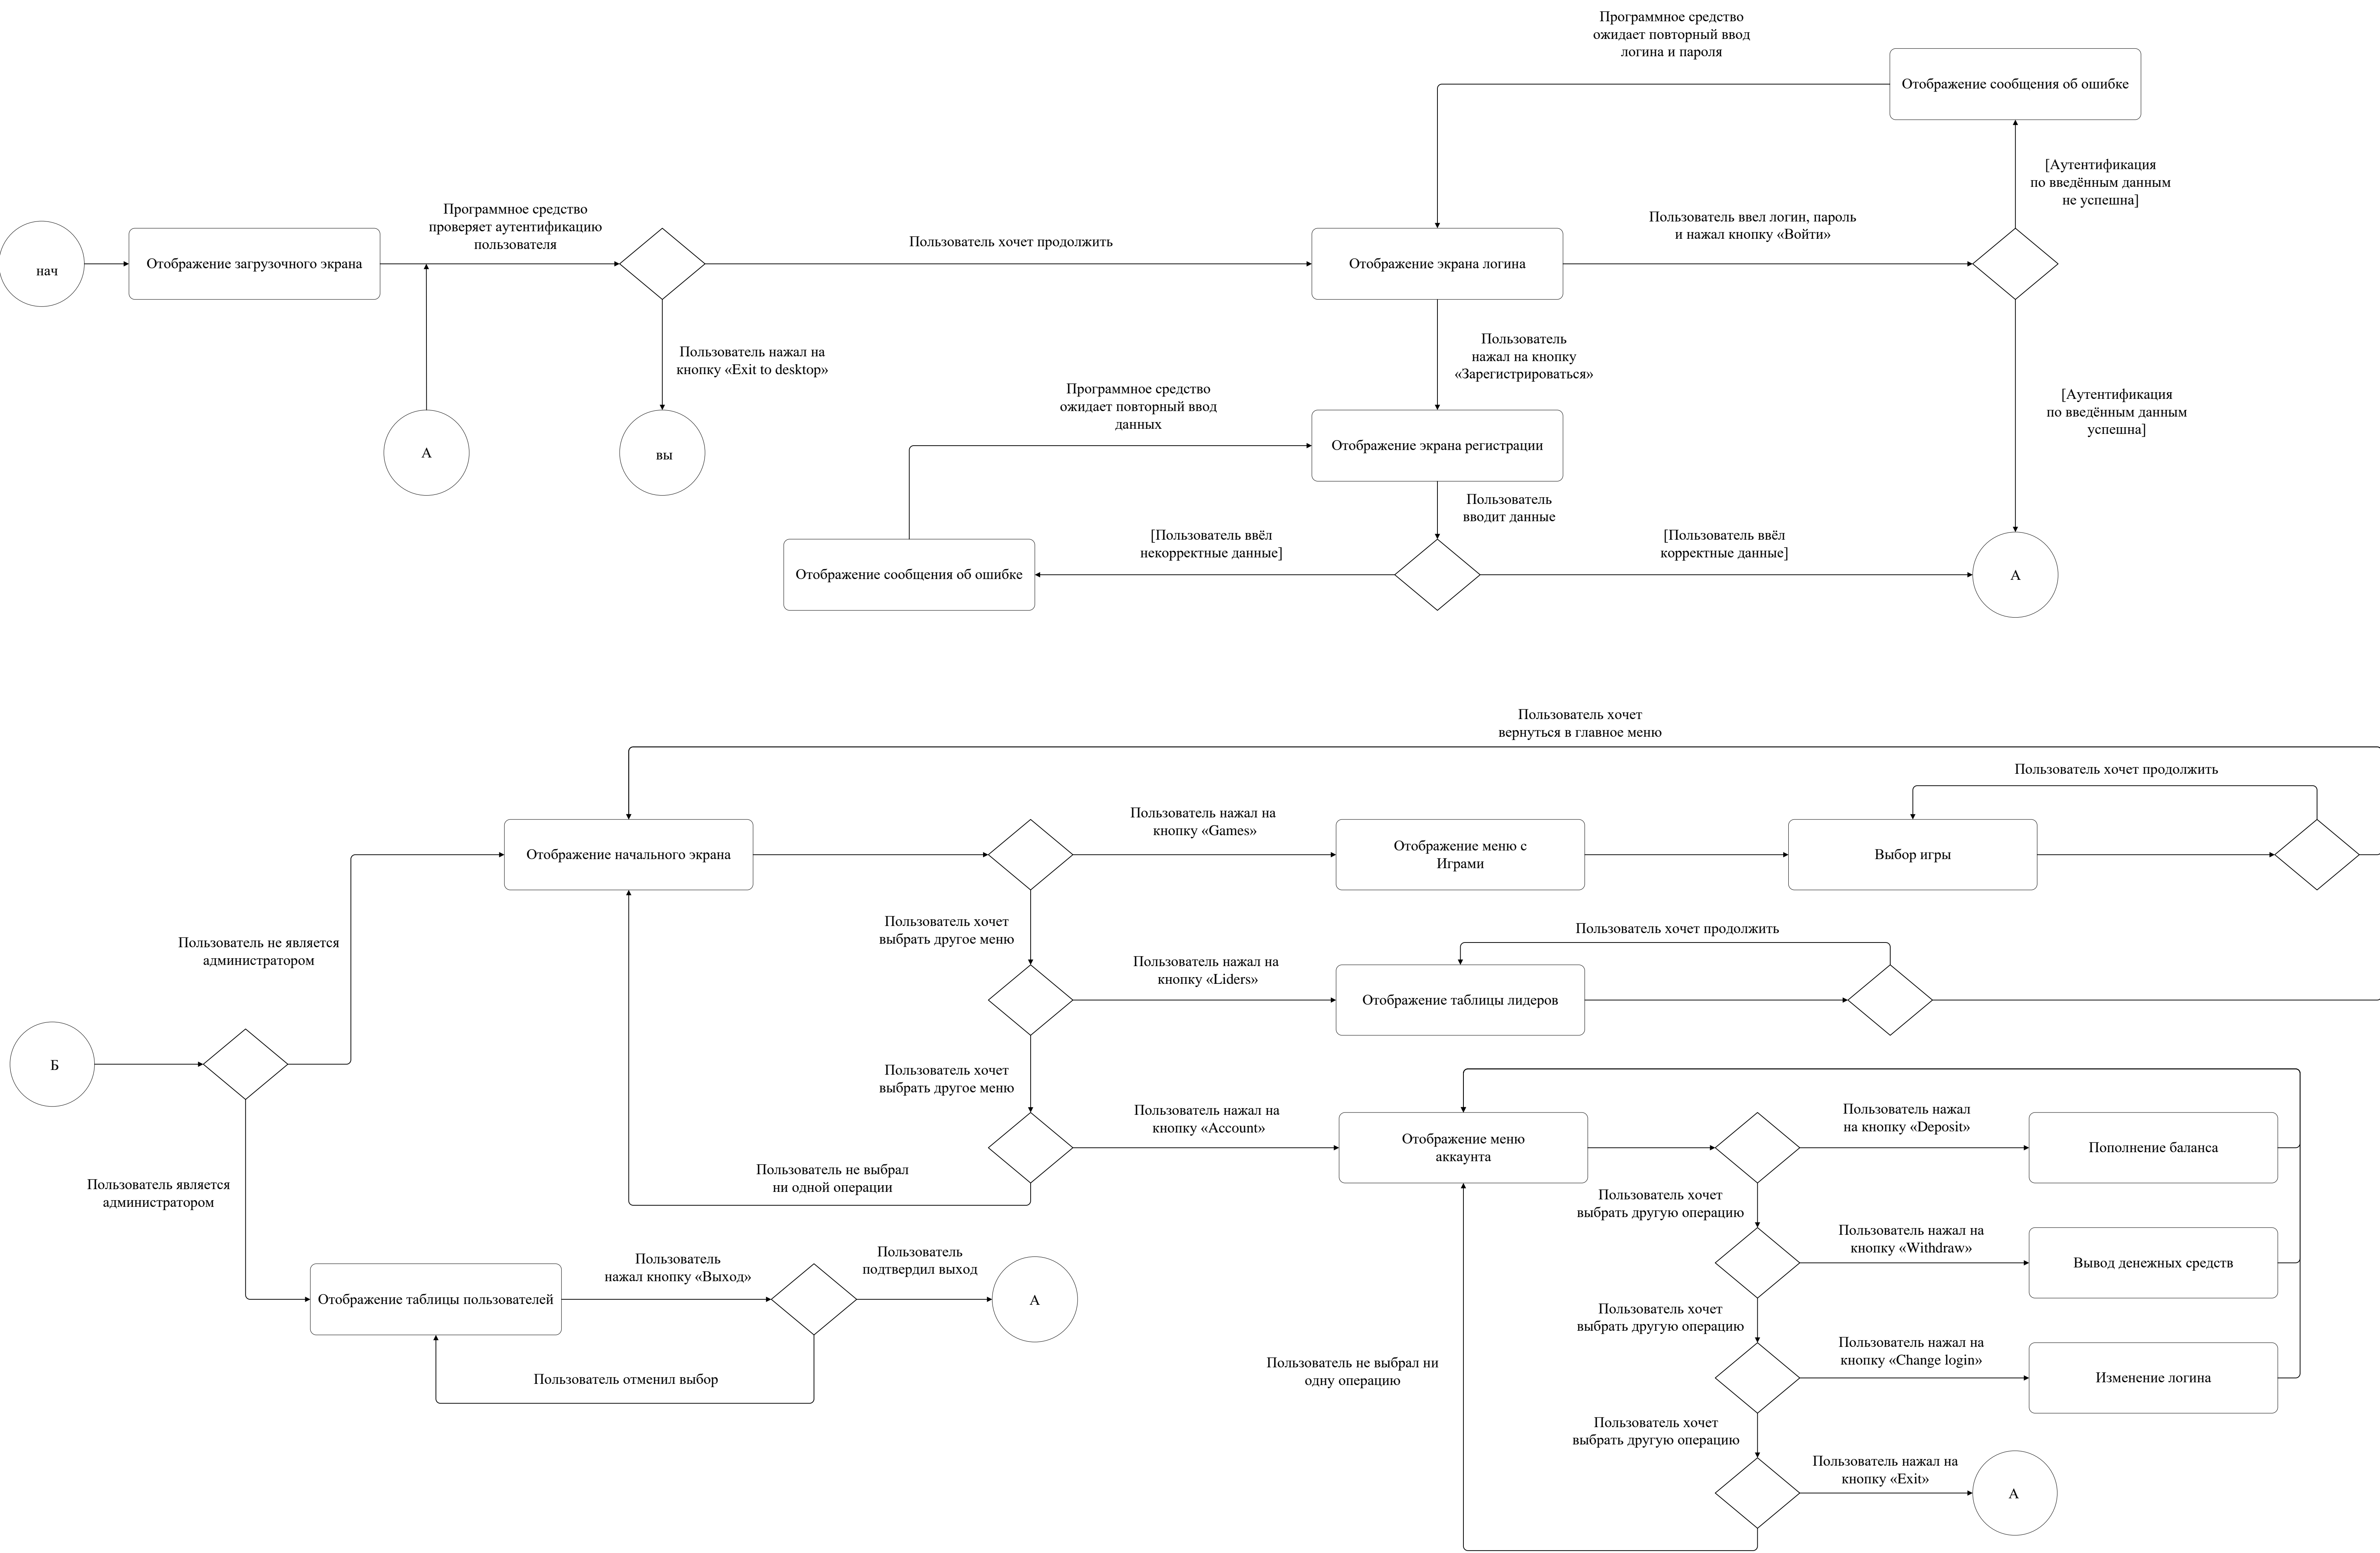 Программное средство
ожидает повторный ввод
логина и пароля
Отображение сообщения об ошибке
[Аутентификация
по введённым данным
не успешна]
Программное средство
проверяет аутентификацию
пользователя
Пользователь хочет продолжить
Пользователь ввел логин, пароль
и нажал кнопку «Войти»
нач
Отображение загрузочного экрана
Отображение экрана логина
Пользователь нажал на
кнопку «Exit to desktop»
Пользователь
нажал на кнопку
«Зарегистрироваться»
Программное средство
ожидает повторный ввод
данных
[Аутентификация
по введённым данным
успешна]
А
вы
Отображение экрана регистрации
Пользователь
вводит данные
[Пользователь ввёл
некорректные данные]
[Пользователь ввёл
корректные данные]
Отображение сообщения об ошибке
А
Пользователь хочет
вернуться в главное меню
Пользователь хочет продолжить
Пользователь нажал на
кнопку «Games»
Отображение начального экрана
Отображение меню с
Играми
Выбор игры
Пользователь хочет
выбрать другое меню
Пользователь хочет продолжить
Пользователь не является
администратором
Пользователь нажал на
кнопку «Liders»
Отображение таблицы лидеров
Б
Пользователь хочет
выбрать другое меню
Пользователь нажал на
кнопку «Account»
Отображение меню
аккаунта
Пользователь нажал
на кнопку «Deposit»
Пополнение баланса
Пользователь не выбрал
ни одной операции
Пользователь является
администратором
Пользователь хочет
выбрать другую операцию
Пользователь нажал на
кнопку «Withdraw»
Вывод денежных средств
Пользователь
нажал кнопку «Выход»
Пользователь
подтвердил выход
Отображение таблицы пользователей
А
Пользователь хочет
выбрать другую операцию
Пользователь нажал на
кнопку «Change login»
Изменение логина
Пользователь отменил выбор
Пользователь не выбрал ни
одну операцию
Пользователь хочет
выбрать другую операцию
Пользователь нажал на
кнопку «Exit»
А